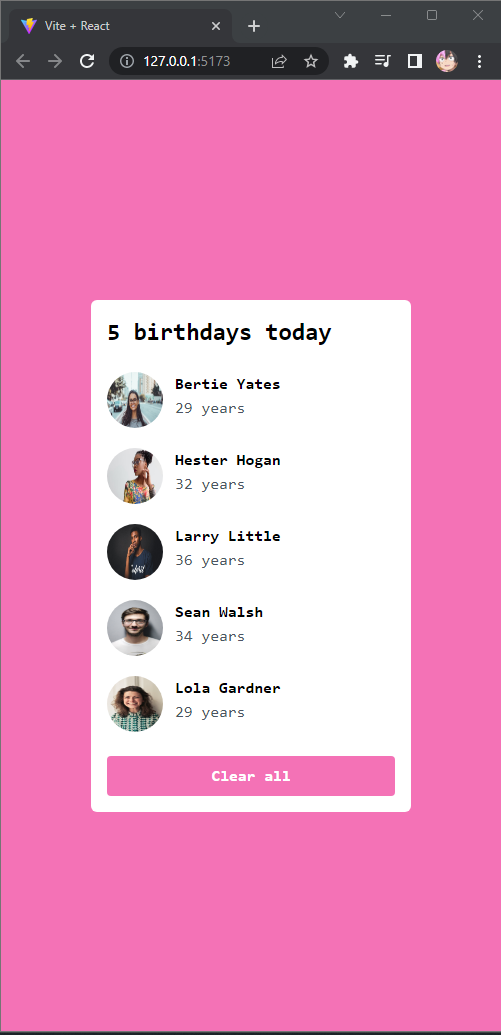 Vite + React
127.0.0.1:5173
5 birthdays today
Bertie Yates
29 years
Hester Hogan
32 years
Larry Little
36 years
Sean Walsh
34 years
Lola Gardner
29 years
Clear all